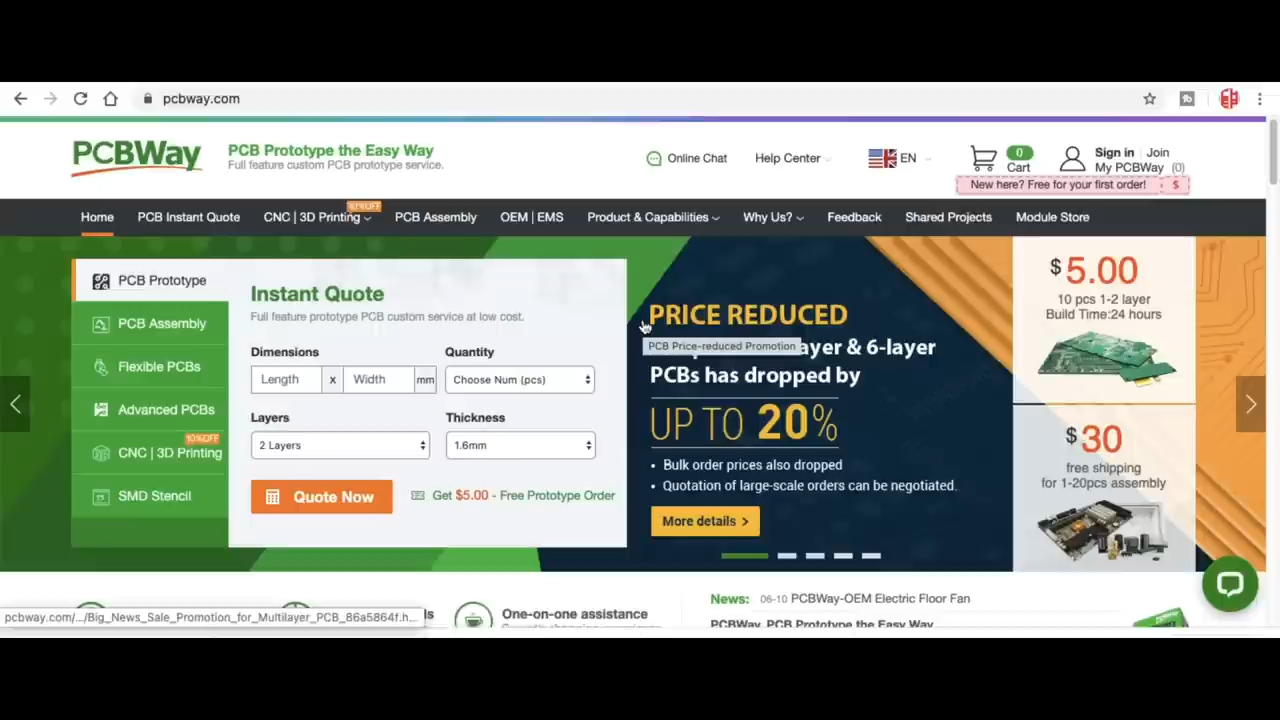 pcbway.com
PCBWay
PCB Prototype the Easy Way
Full feature custom PCB prototype service.
Online Chat
Help Center
EN
0
Cart
Sign in Join
My PCBWay (0)
New here? Free for your first order! $
Home PCB Instant Quote CNC | 3D Printing PCB Assembly OEM | EMS Product & Capabilities Why Us? Feedback Shared Projects Module Store
PCB Prototype
PCB Assembly
Flexible PCBs
Advanced PCBs
10%OFF
CNC | 3D Printing
SMD Stencil
Instant Quote
Full feature prototype PCB custom service at low cost.
Dimensions Quantity
Length x Width mm Choose Num (pcs)
Layers Thickness
2 Layers 1.6mm
Quote Now Get $5.00 - Free Prototype Order
PRICE REDUCED
PCB Price-reduced Promotion
& 6-layer
PCBs has dropped by
UP TO 20%
• Bulk order prices also dropped
• Quotation of large-scale orders can be negotiated.
More details >
$5.00
10 pcs 1-2 layer
Build Time:24 hours
$30
free shipping
for 1-20pcs assembly
One-on-one assistance
News: 06-10 PCBWay-OEM Electric Floor Fan
PCBWay, PCB Prototype the Easy Way
pcbway.com/.../Big_News_Sale_Promotion_for_Multilayer_PCB_86a5864f.h...